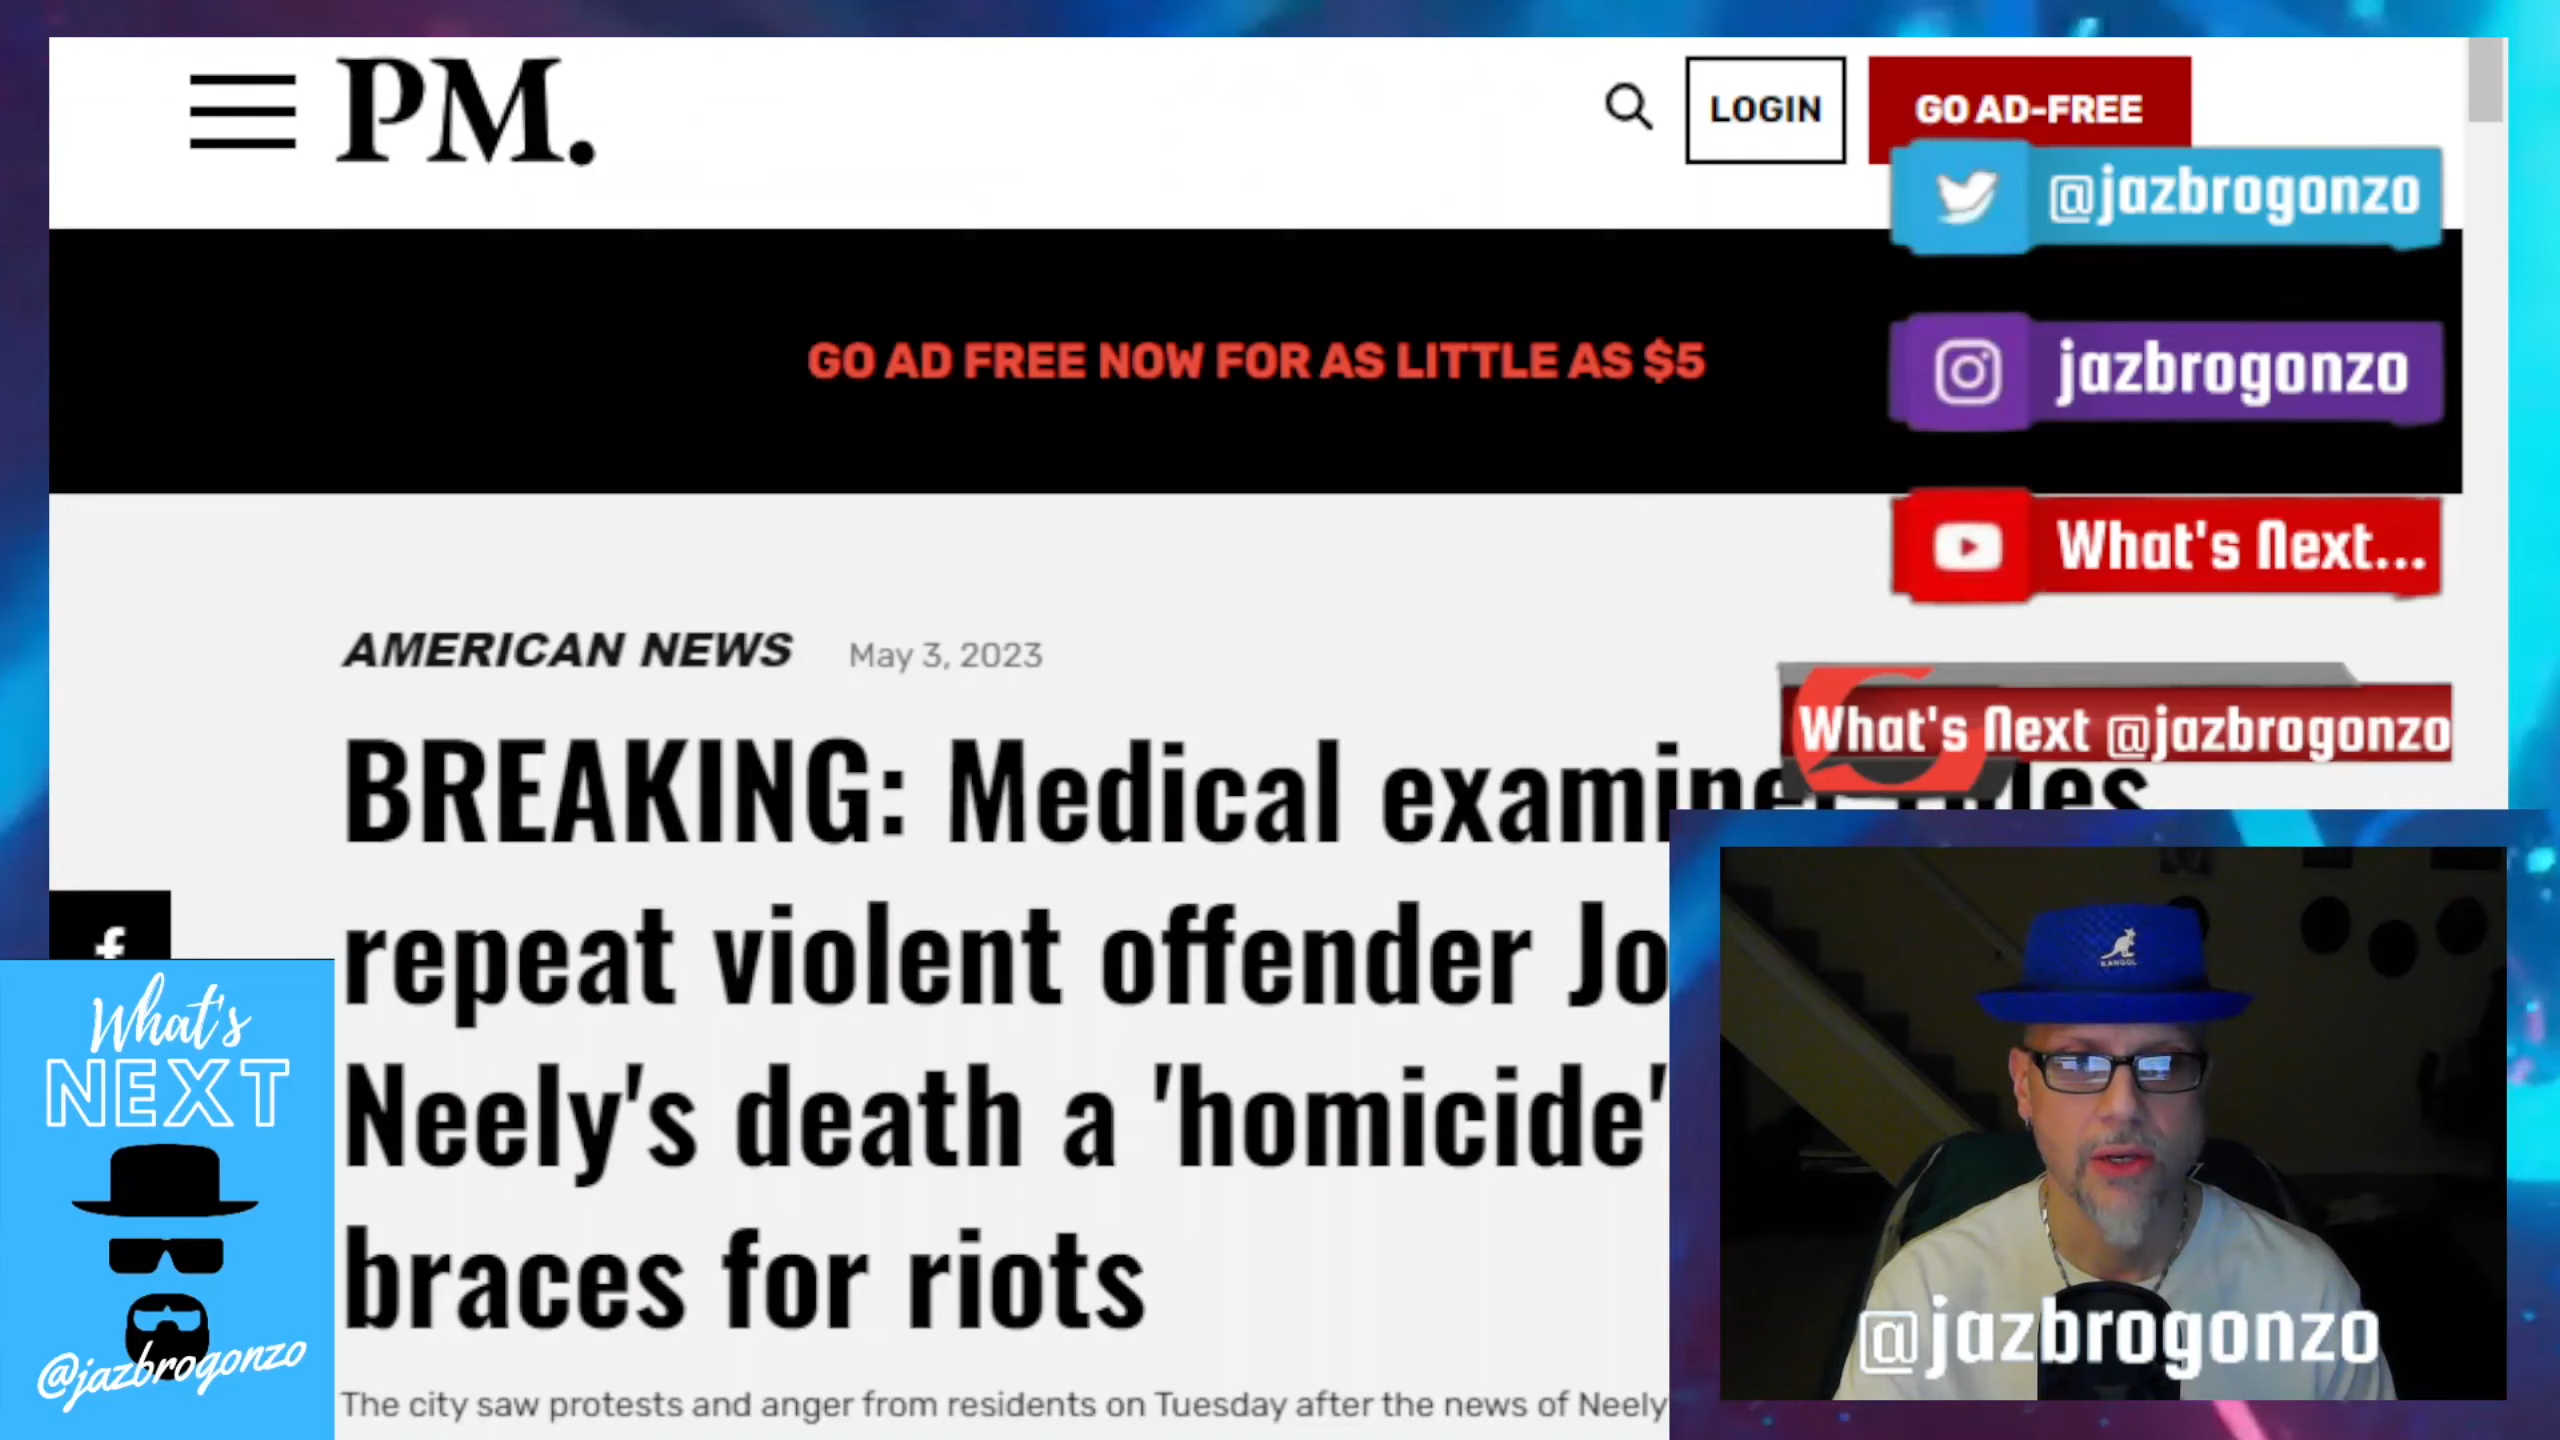 PM.
LOGIN
GO AD-FREE
@jazbrogonzo
GO AD FREE NOW FOR AS LITTLE AS $5
jazbrogonzo
What's Next...
AMERICAN NEWS May 3, 2023
What's Next @jazbrogonzo
BREAKING: Medical examiner rules
repeat violent offender Jo
Neely's death a 'homicide'
braces for riots
The city saw protests and anger from residents on Tuesday after the news of Neely
What's
NEXT
@jazbrogonzo
KANGOL
@jazbrogonzo